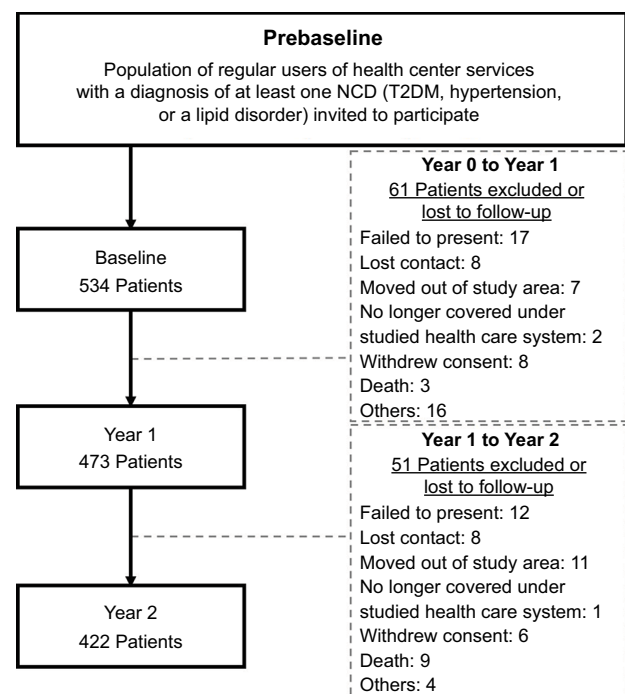 Prebaseline
Population of regular users of health center services
with a diagnosis of at least one NCD (T2DM, hypertension,
or a lipid disorder) invited to participate
Year 0 to Year 1
61 Patients excluded or
lost to follow-up
Failed to present: 17
Lost contact: 8
Moved out of study area: 7
No longer covered under
studied health care system: 2
Withdrew consent: 8
Death: 3
Others: 16
Baseline
534 Patients
Year 1
473 Patients
Year 1 to Year 2
51 Patients excluded or
lost to follow-up
Failed to present: 12
Lost contact: 8
Moved out of study area: 11
No longer covered under
studied health care system: 1
Withdrew consent: 6
Death: 9
Others: 4
Year 2
422 Patients